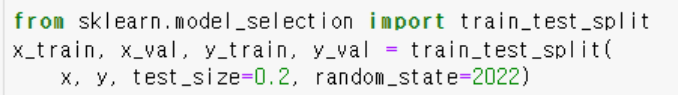 from sklearn.model_selection import train_test_split
x_train, x_val, y_train, y_val = train_test_split(
    x, y, test_size=0.2, random_state=2022)